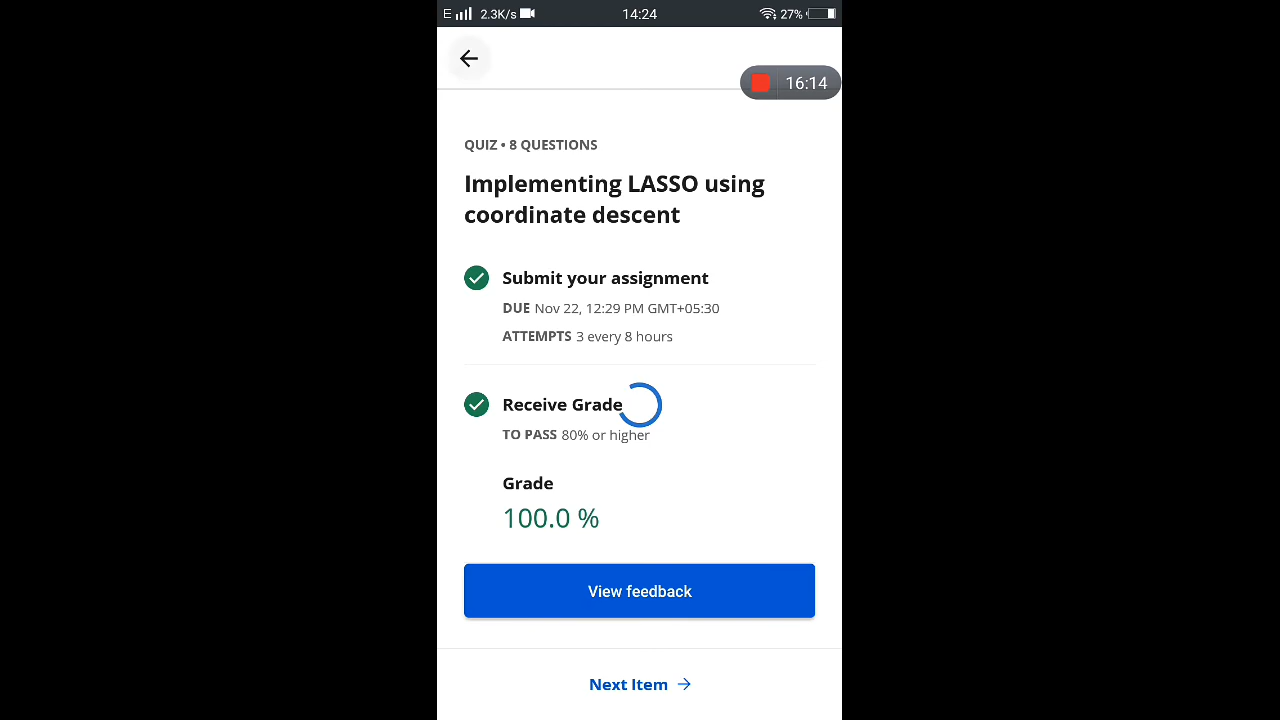 E 2.3K/s 14:24 27%
16:14
QUIZ • 8 QUESTIONS
Implementing LASSO using
coordinate descent
Submit your assignment
DUE Nov 22, 12:29 PM GMT+05:30
ATTEMPTS 3 every 8 hours
Receive Grade
TO PASS 80% or higher
Grade
100.0 %
View feedback
Next Item